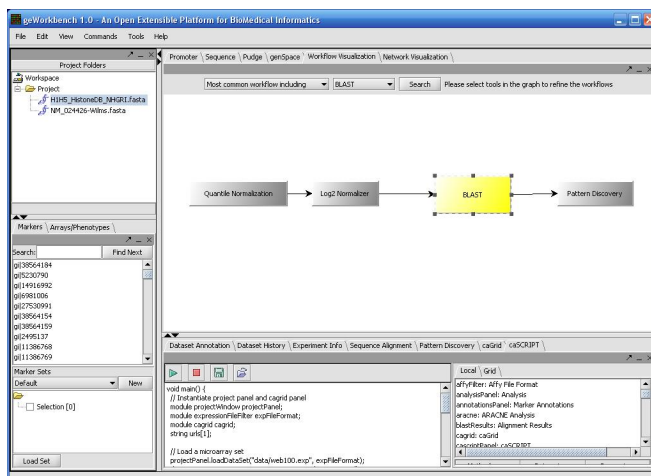 geWorkbench 1.0 - An Open Extensible Platform for BioMedical Informatics
File Edit View Commands Tools Help
Project Folders
Workspace
Project
H1H5_HistoneDB_NHGRI.fasta
NM_024426-Wilms.fasta
Promoter Sequence Pudge genSpace Workflow Visualization Network Visualization
Most common workflow including BLAST Search Please select tools in the graph to refine the workflows
Quantile Normalization Log2 Normalizer BLAST Pattern Discovery
Markers Arrays/Phenotypes
Search: Find Next
gi|38564184
gi|5230790
gi|14916992
gi|6981006
gi|27530991
gi|38564154
gi|38564159
gi|2495137
gi|11386768
gi|11386769
Marker Sets
Default New
Selection [0]
Load Set
Dataset Annotation Dataset History Experiment Info Sequence Alignment Pattern Discovery caGrid caSCRIPT
void main() {
// Instantiate project panel and cagrid panel
module projectWindow projectPanel;
module expressionFileFilter expFileFormat;
module cagrid cagrid;
string urls[1];
// Load a microarray set
projectPanel.loadDataSet("data/web100.exp", expFileFormat);
Local Grid
affyFilter: Affy File Format
analysisPanel: Analysis
annotationsPanel: Marker Annotations
aracne: ARACNE Analysis
blastResults: Alignment Results
cagrid: caGrid
cascriptPanel: caSCRIPT